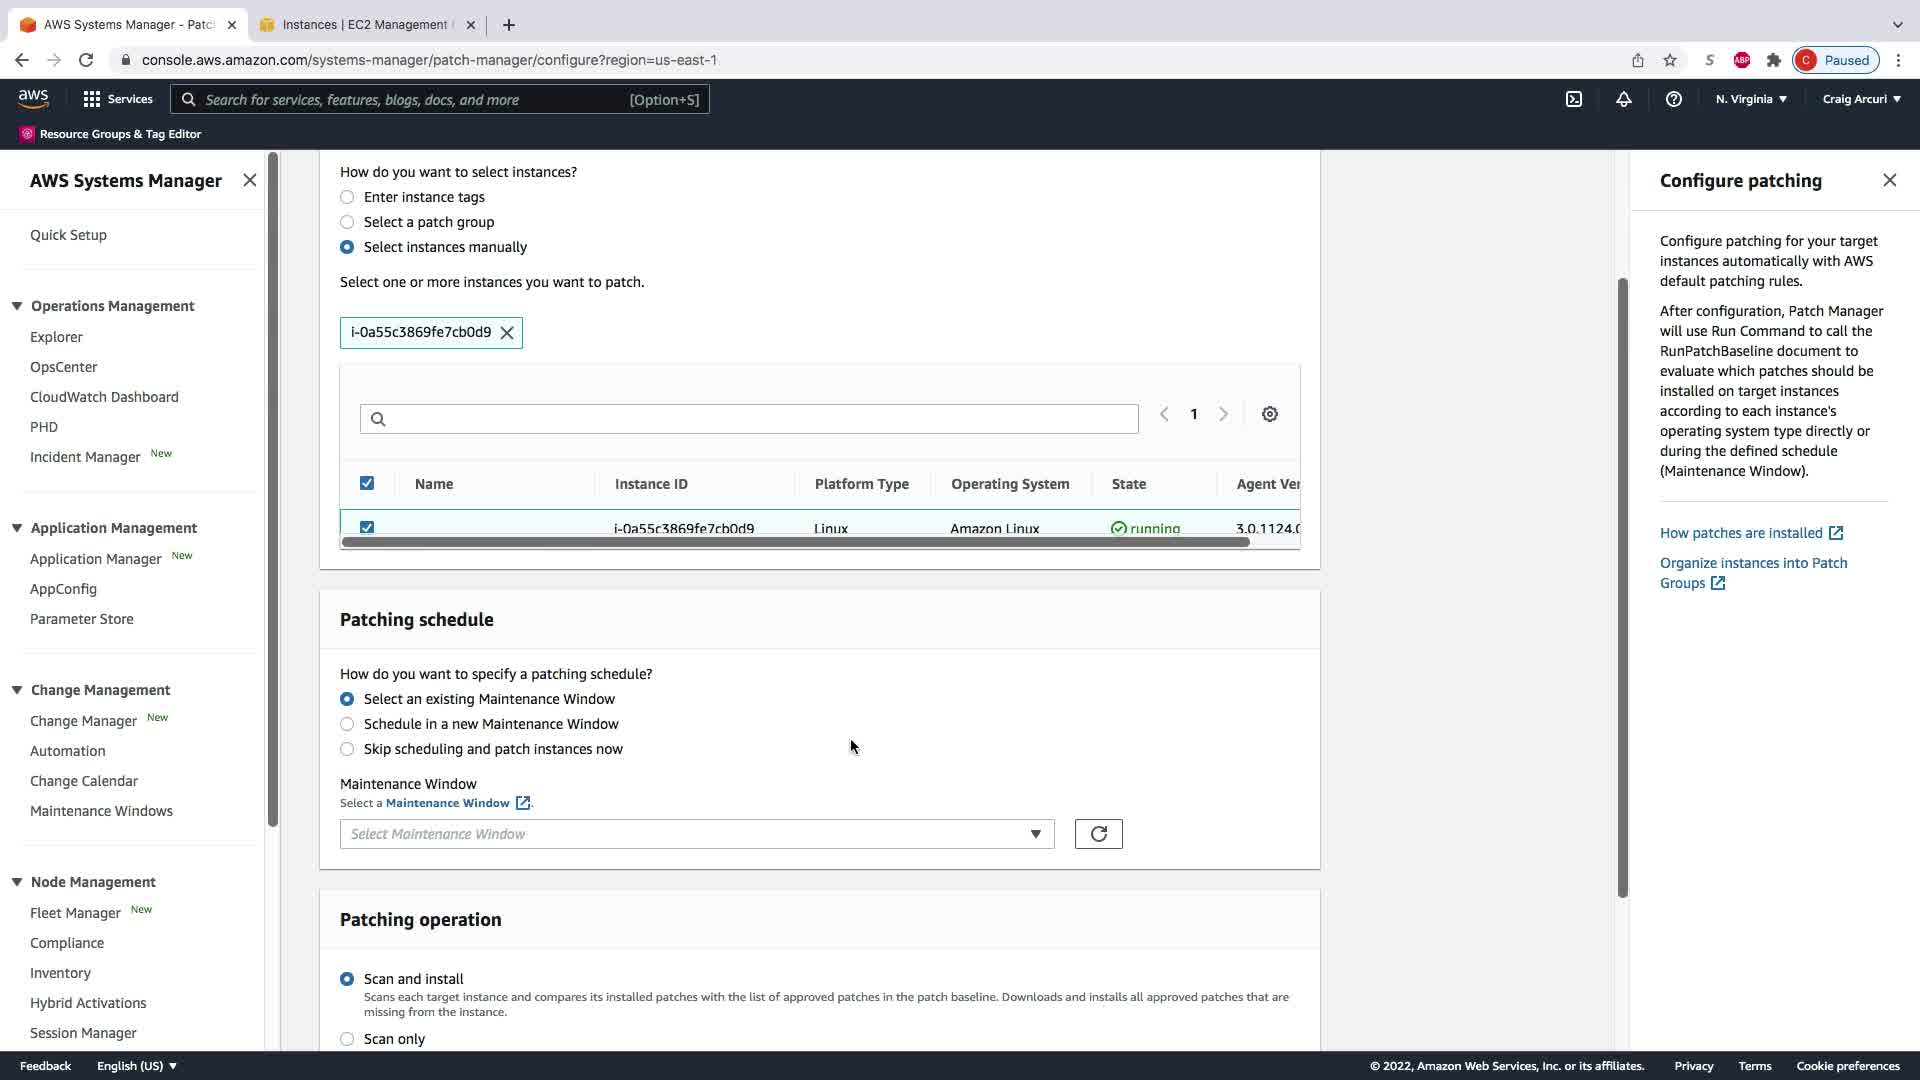 AWS Systems Manager - Patc
Instances | EC2 Management
console.aws.amazon.com/systems-manager/patch-manager/configure?region=us-east-1
S
ABP
C
Paused
aws
Services
Search for services, features, blogs, docs, and more
[Option+S]
N. Virginia
Craig Arcuri
Resource Groups & Tag Editor
AWS Systems Manager
Quick Setup
Operations Management
Explorer
OpsCenter
CloudWatch Dashboard
PHD
Incident Manager New
Application Management
Application Manager New
AppConfig
Parameter Store
Change Management
Change Manager New
Automation
Change Calendar
Maintenance Windows
Node Management
Fleet Manager New
Compliance
Inventory
Hybrid Activations
Session Manager
How do you want to select instances?
Enter instance tags
Select a patch group
Select instances manually
Select one or more instances you want to patch.
i-0a55c3869fe7cb0d9
1
Name Instance ID Platform Type Operating System State Agent Ver
i-0a55c3869fe7cb0d9 Linux Amazon Linux running 3.0.1124.0
Patching schedule
How do you want to specify a patching schedule?
Select an existing Maintenance Window
Schedule in a new Maintenance Window
Skip scheduling and patch instances now
Maintenance Window
Select a Maintenance Window .
Select Maintenance Window
Patching operation
Scan and install
Scans each target instance and compares its installed patches with the list of approved patches in the patch baseline. Downloads and installs all approved patches that are
missing from the instance.
Scan only
Configure patching
Configure patching for your target
instances automatically with AWS
default patching rules.
After configuration, Patch Manager
will use Run Command to call the
RunPatchBaseline document to
evaluate which patches should be
installed on target instances
according to each instance's
operating system type directly or
during the defined schedule
(Maintenance Window).
How patches are installed
Organize instances into Patch
Groups
Feedback
English (US)
© 2022, Amazon Web Services, Inc. or its affiliates.
Privacy
Terms
Cookie preferences